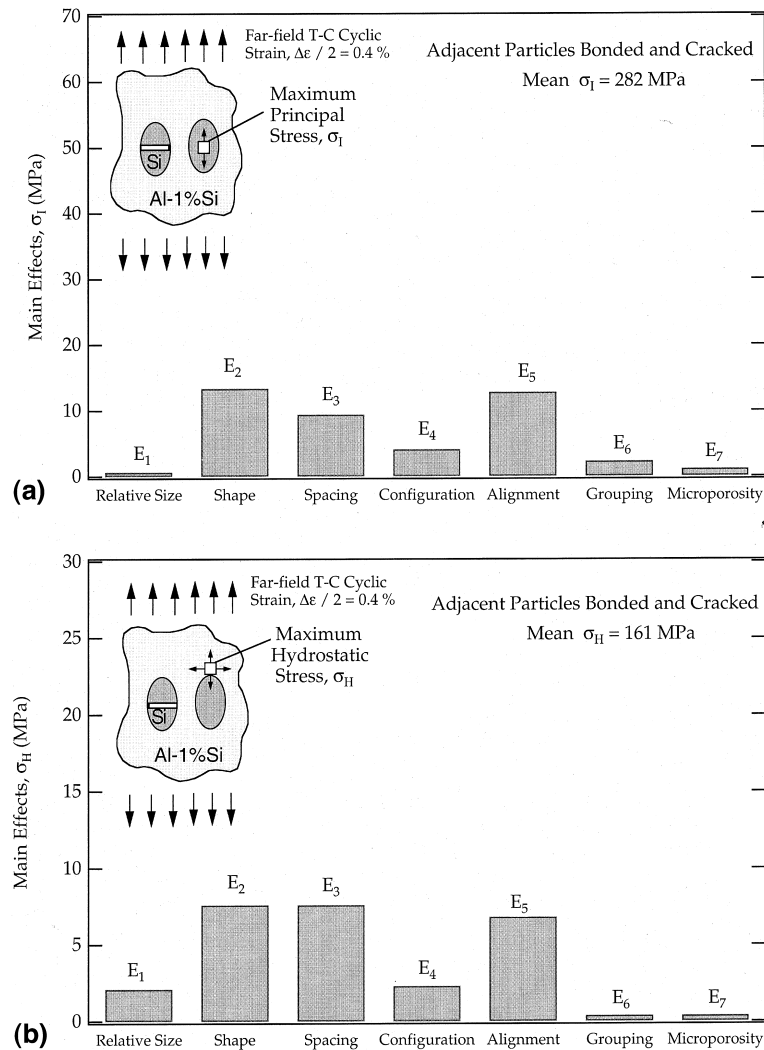 70
60
50
40
30
20
10
0
Main Effects, σI (MPa)
Far-field T-C Cyclic
Strain, Δε / 2 = 0.4 %
Adjacent Particles Bonded and Cracked
Mean σI = 282 MPa
Maximum
Principal
Stress, σI
Si
Al-1%Si
E1
E2
E3
E4
E5
E6
E7
(a)
Relative Size
Shape
Spacing
Configuration
Alignment
Grouping
Microporosity
30
25
20
15
10
5
0
Main Effects, σH (MPa)
Far-field T-C Cyclic
Strain, Δε / 2 = 0.4 %
Adjacent Particles Bonded and Cracked
Mean σH = 161 MPa
Maximum
Hydrostatic
Stress, σH
Si
Al-1%Si
E1
E2
E3
E4
E5
E6
E7
(b)
Relative Size
Shape
Spacing
Configuration
Alignment
Grouping
Microporosity